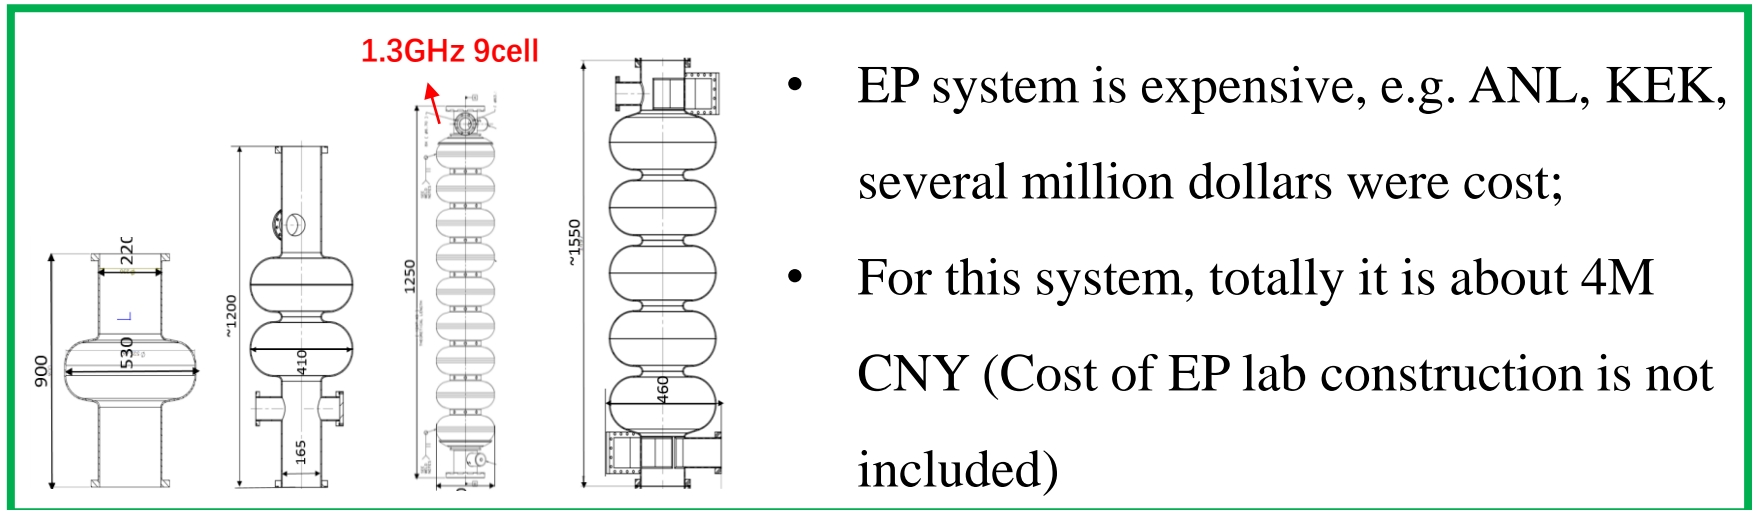 1.3GHz 9cell
900
220
530
~1200
410
165
1250
~1550
460
• EP system is expensive, e.g. ANL, KEK,
several million dollars were cost;
• For this system, totally it is about 4M
CNY (Cost of EP lab construction is not
included)